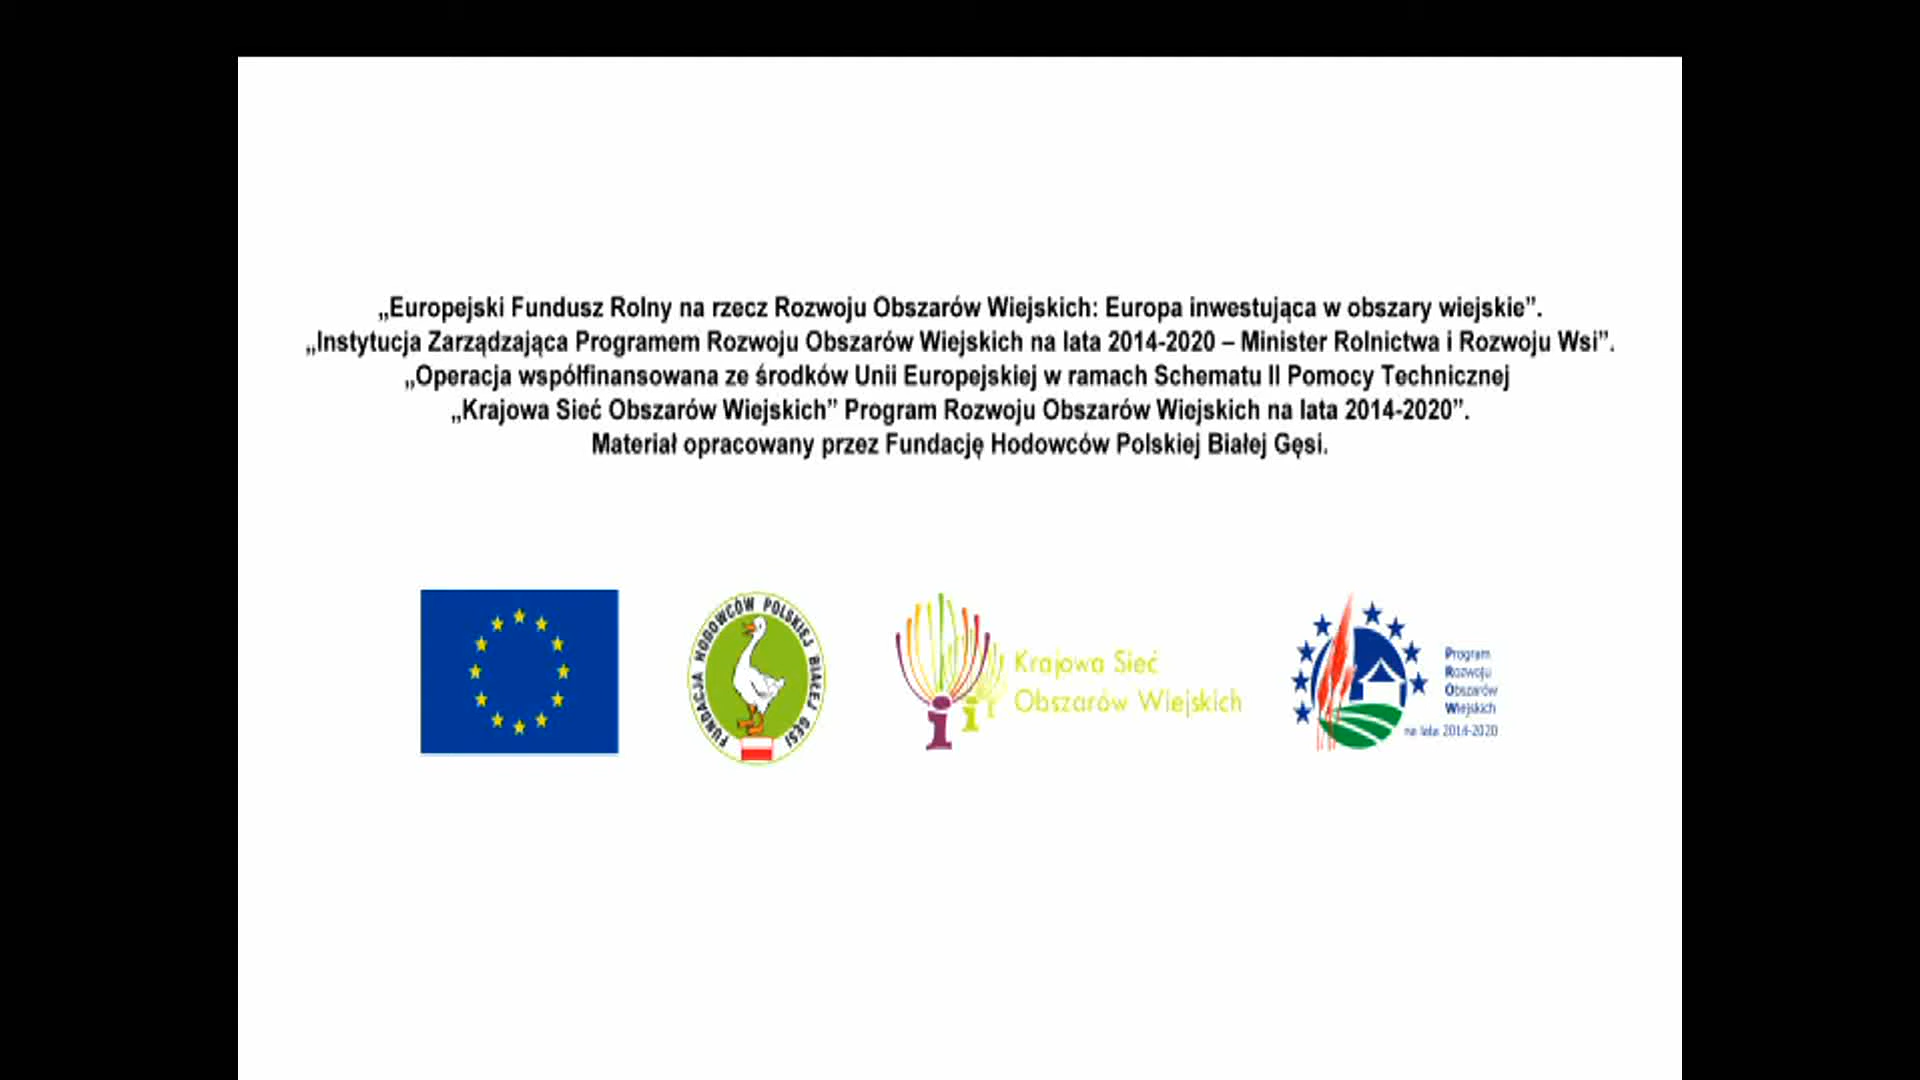 „Europejski Fundusz Rolny na rzecz Rozwoju Obszarów Wiejskich: Europa inwestująca w obszary wiejskie”.
„Instytucja Zarządzająca Programem Rozwoju Obszarów Wiejskich na lata 2014-2020 – Minister Rolnictwa i Rozwoju Wsi”.
„Operacja współfinansowana ze środków Unii Europejskiej w ramach Schematu II Pomocy Technicznej
„Krajowa Sieć Obszarów Wiejskich” Program Rozwoju Obszarów Wiejskich na lata 2014-2020”.
Materiał opracowany przez Fundację Hodowców Polskiej Białej Gęsi.
FUNDACJA HODOWCÓW POLSKIEJ BIAŁEJ GĘSI
Krajowa Sieć
Obszarów Wiejskich
Program
Rozwoju
Obszarów
Wiejskich
na lata 2014-2020